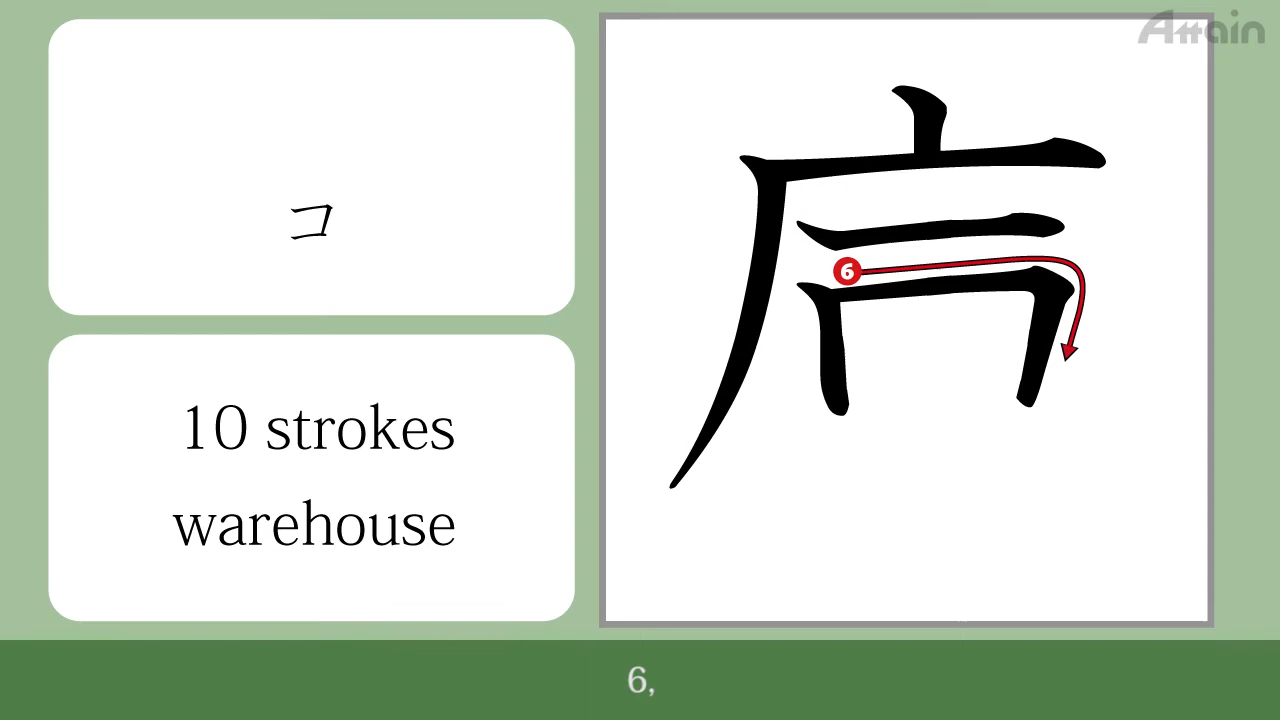 コ
10 strokes
warehouse
Attain
6
6,